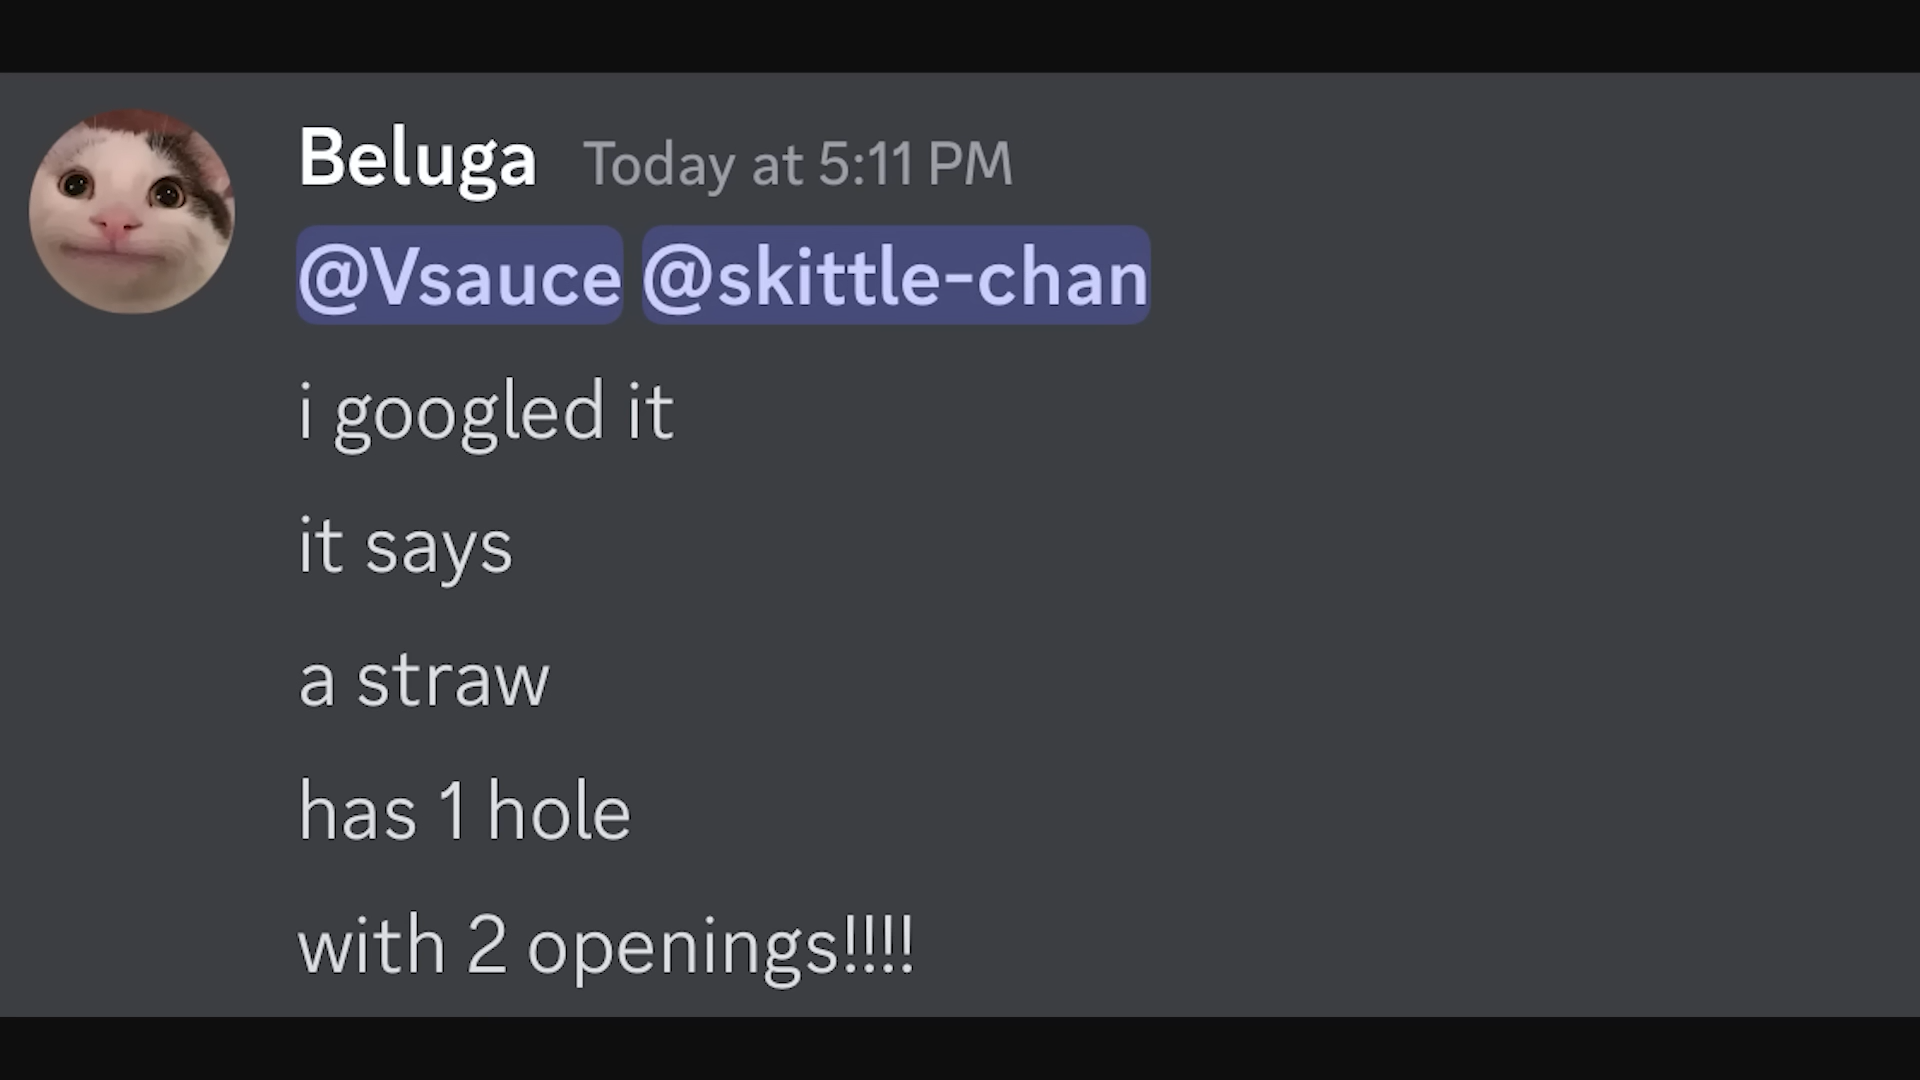 Beluga Today at 5:11 PM
@Vsauce @skittle-chan
i googled it
it says
a straw
has 1 hole
with 2 openings!!!!